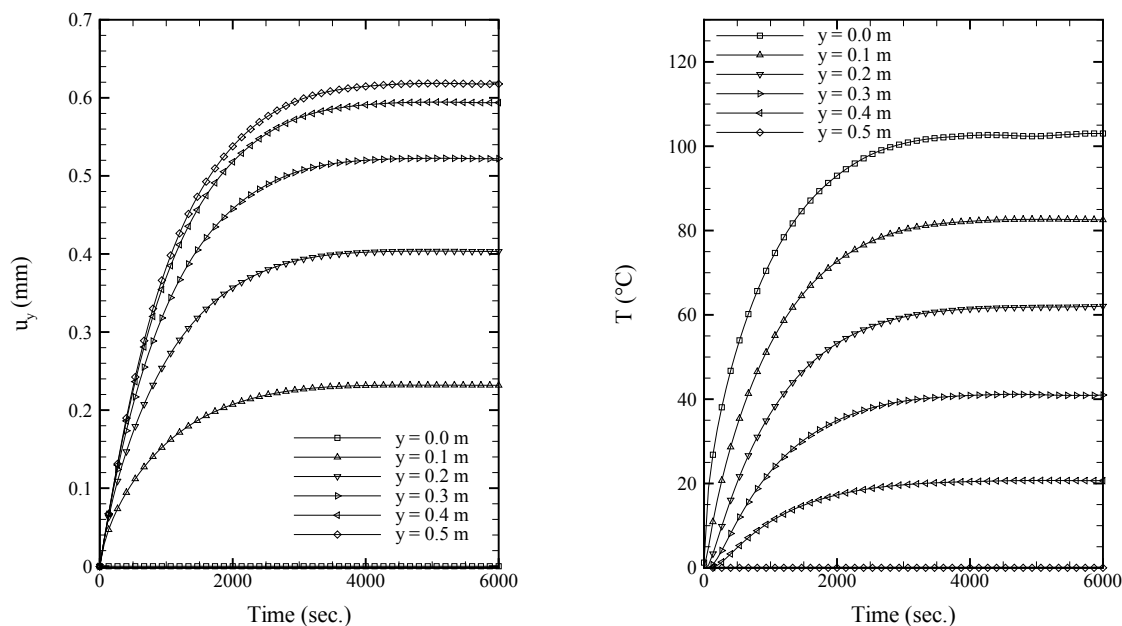 0.7
0.6
0.5
0.4
0.3
0.2
0.1
0
u_y (mm)
0 2000 4000 6000
Time (sec.)
y = 0.0 m
y = 0.1 m
y = 0.2 m
y = 0.3 m
y = 0.4 m
y = 0.5 m
120
100
80
60
40
20
0
T (°C)
0 2000 4000 6000
Time (sec.)
y = 0.0 m
y = 0.1 m
y = 0.2 m
y = 0.3 m
y = 0.4 m
y = 0.5 m